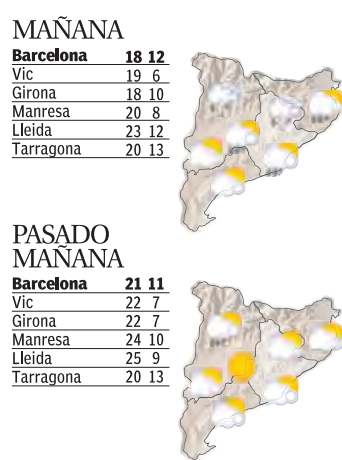 MAÑANA
Barcelona 18 12
Vic 19 6
Girona 18 10
Manresa 20 8
Lleida 23 12
Tarragona 20 13
PASADO
MAÑANA
Barcelona 21 11
Vic 22 7
Girona 22 7
Manresa 24 10
Lleida 25 9
Tarragona 20 13